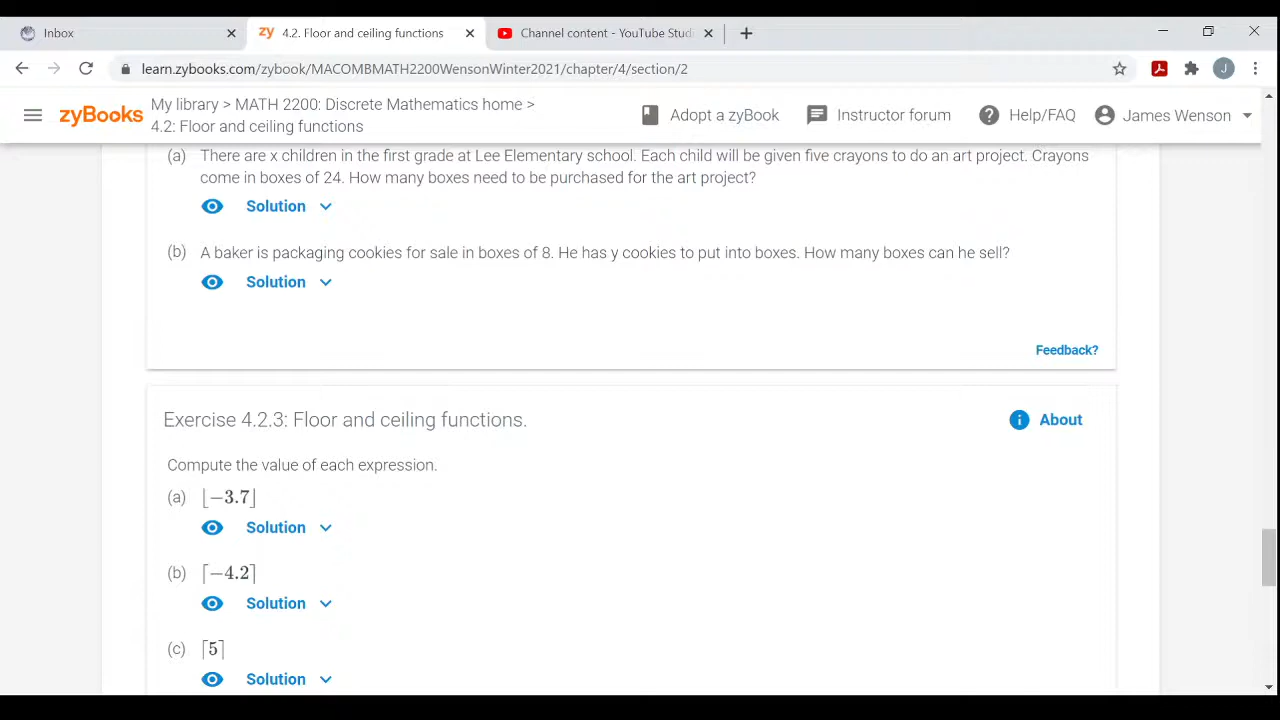 Inbox
zy 4.2. Floor and ceiling functions
Channel content - YouTube Stud
learn.zybooks.com/zybook/MACOMBMATH2200WensonWinter2021/chapter/4/section/2
J
zyBooks
My library > MATH 2200: Discrete Mathematics home >
4.2: Floor and ceiling functions
Adopt a zyBook
Instructor forum
Help/FAQ
James Wenson
(a) There are x children in the first grade at Lee Elementary school. Each child will be given five crayons to do an art project. Crayons
come in boxes of 24. How many boxes need to be purchased for the art project?
Solution
(b) A baker is packaging cookies for sale in boxes of 8. He has y cookies to put into boxes. How many boxes can he sell?
Solution
Feedback?
Exercise 4.2.3: Floor and ceiling functions.
About
Compute the value of each expression.
(a) ⌊−3.7⌋
Solution
(b) ⌈−4.2⌉
Solution
(c) ⌈5⌉
Solution